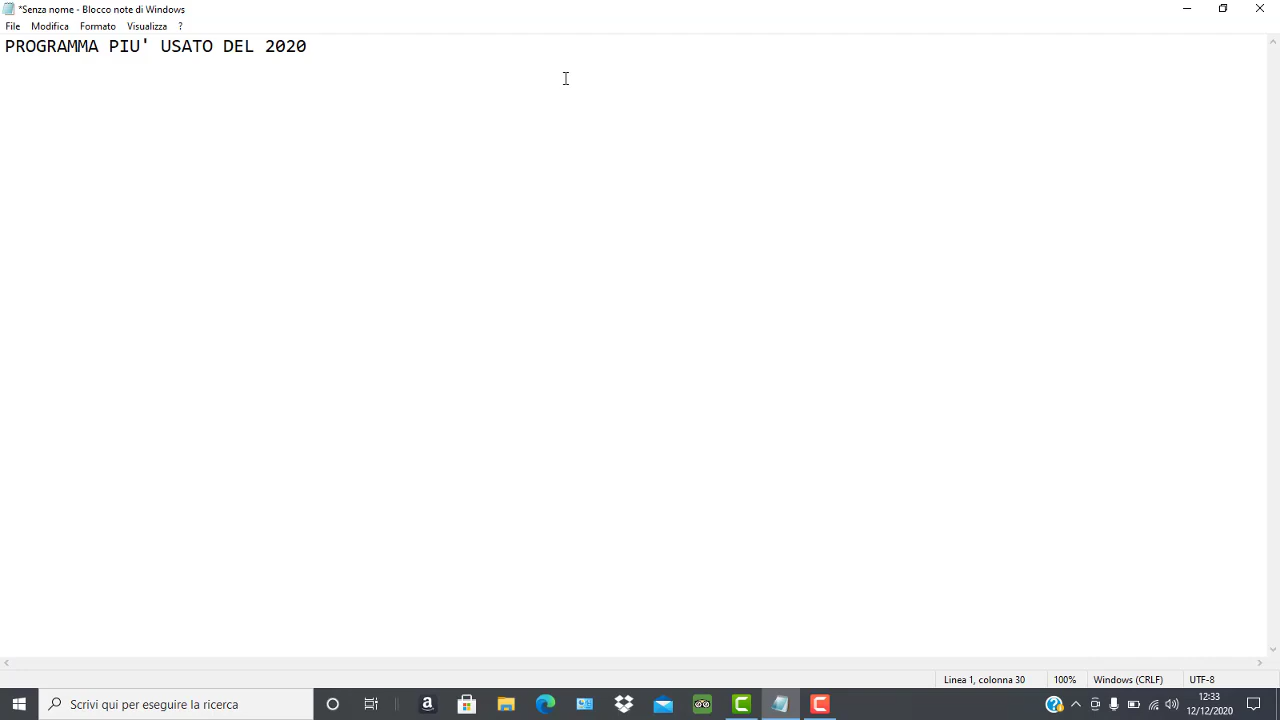 *Senza nome - Blocco note di Windows
File Modifica Formato Visualizza ?
PROGRAMMA PIU' USATO DEL 2020
Linea 1, colonna 30 100% Windows (CRLF) UTF-8
Scrivi qui per eseguire la ricerca
12:33
12/12/2020